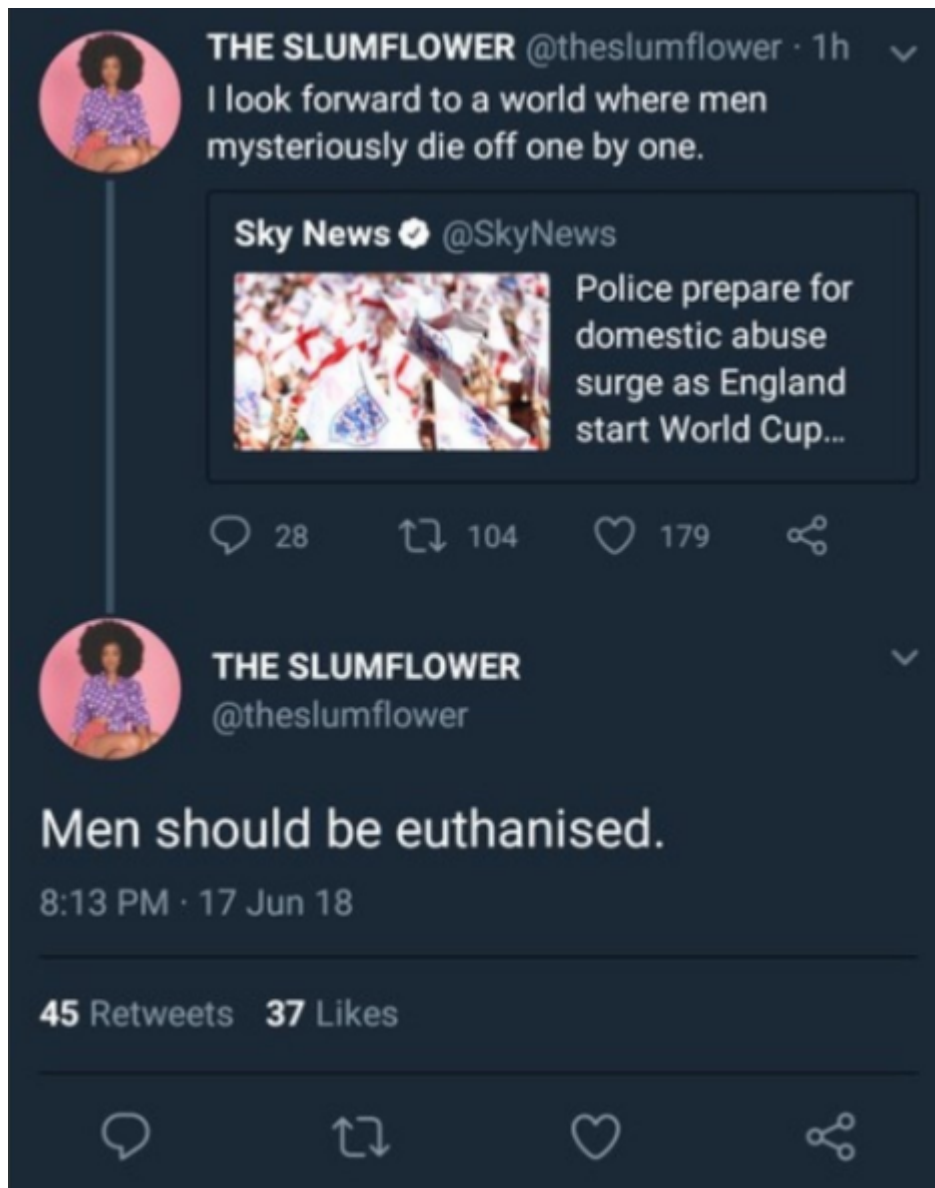 THE SLUMFLOWER @theslumflower · 1h
I look forward to a world where men
mysteriously die off one by one.
Sky News @SkyNews
Police prepare for
domestic abuse
surge as England
start World Cup...
28 104 179
THE SLUMFLOWER
@theslumflower
Men should be euthanised.
8:13 PM · 17 Jun 18
45 Retweets 37 Likes